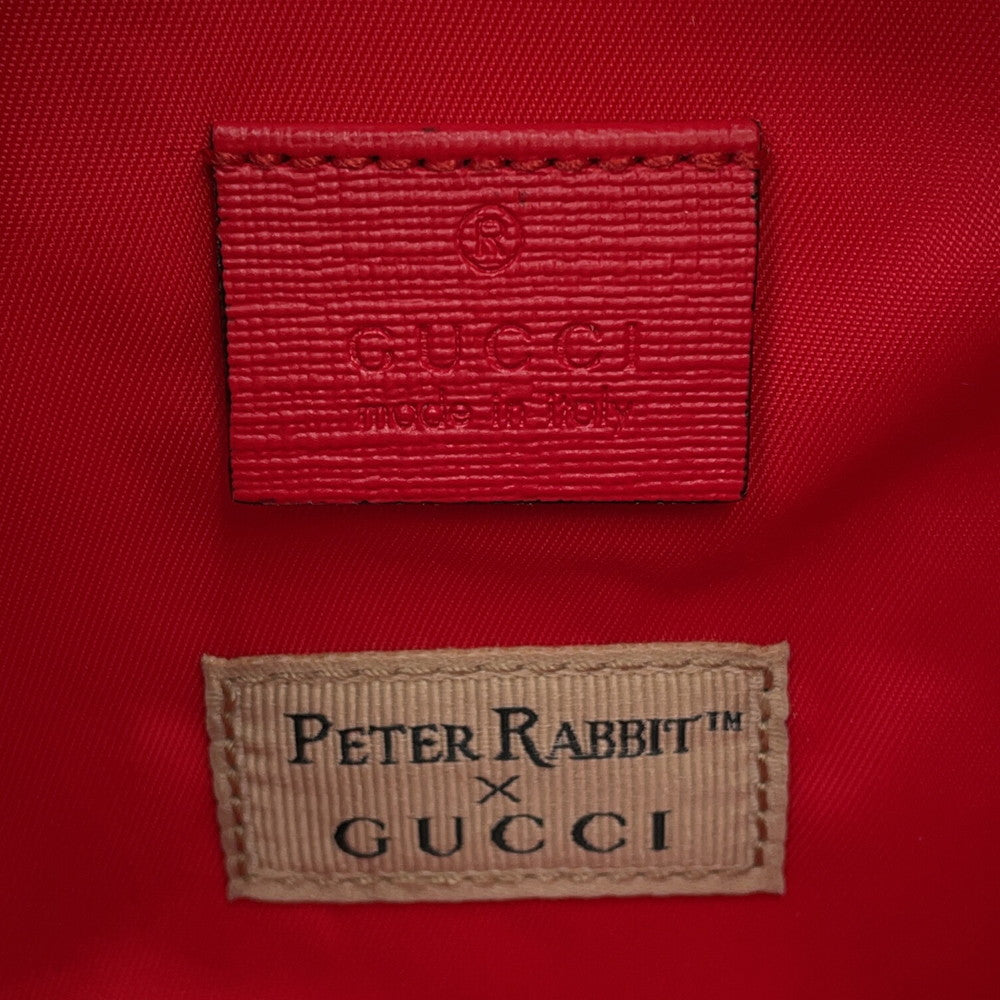 ®
GUCCI
made in italy
PETER RABBIT™
×
GUCCI